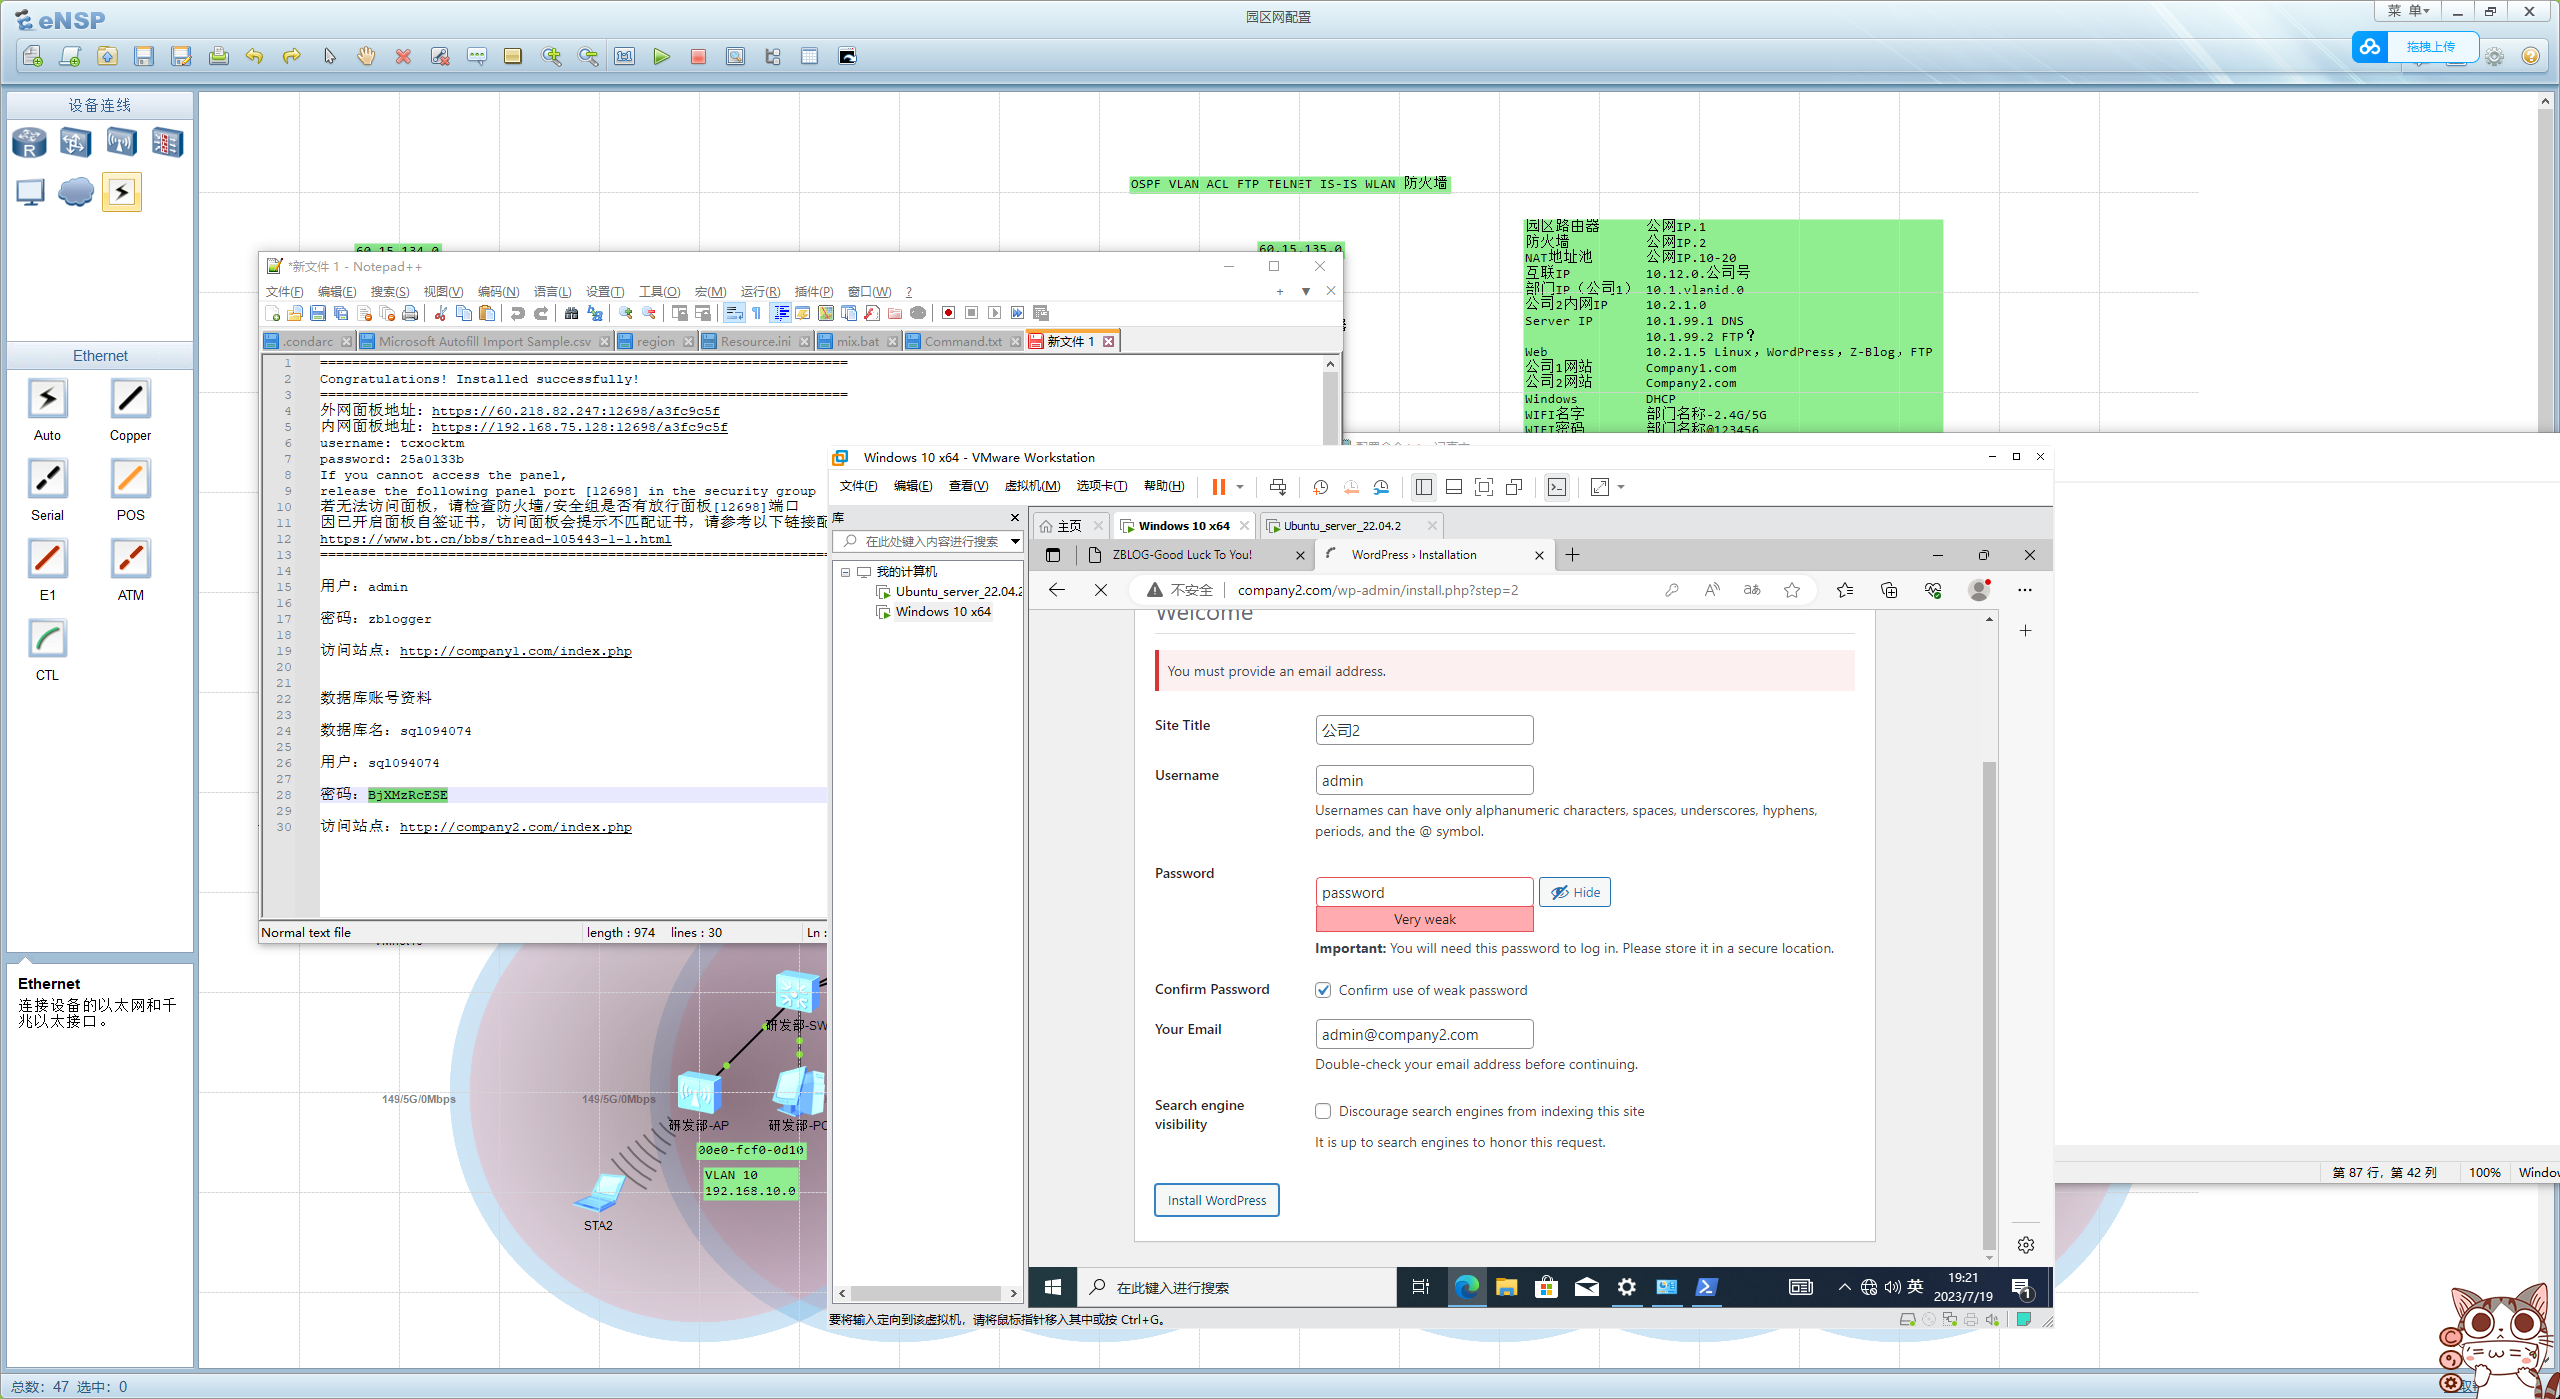 eNSP
园区网配置
菜 单
拖拽上传
设备连线
Ethernet
Auto
Copper
Serial
POS
E1
ATM
CTL
Ethernet
连接设备的以太网和千
兆以太接口。
总数：47 选中：0
OSPF VLAN ACL FTP TELNET IS-IS WLAN 防火墙
60.15.134.0
60.15.135.0
园区路由器 公网IP.1
防火墙 公网IP.2
NAT地址池 公网IP.10-20
互联IP 10.12.0.公司号
部门IP（公司1） 10.1.vlanid.0
公司2内网IP 10.2.1.0
Server IP 10.1.99.1 DNS
10.1.99.2 FTP？
Web 10.2.1.5 Linux，WordPress，Z-Blog，FTP
公司1网站 Company1.com
公司2网站 Company2.com
Windows DHCP
WIFI名字 部门名称-2.4G/5G
WIFI密码 部门名称@123456
*新文件 1 - Notepad++
文件(F) 编辑(E) 搜索(S) 视图(V) 编码(N) 语言(L) 设置(T) 工具(O) 宏(M) 运行(R) 插件(P) 窗口(W) ?
.condarc
Microsoft Autofill Import Sample.csv
region
Resource.ini
mix.bat
Command.txt
新文件 1
1 ==================================================================
2 Congratulations! Installed successfully!
3 ==================================================================
4 外网面板地址: https://60.218.82.247:12698/a3fc9c5f
5 内网面板地址: https://192.168.75.128:12698/a3fc9c5f
6 username: tcxocktm
7 password: 25a0133b
8 If you cannot access the panel,
9 release the following panel port [12698] in the security group
10 若无法访问面板，请检查防火墙/安全组是否有放行面板[12698]端口
11 因已开启面板自签证书，访问面板会提示不匹配证书，请参考以下链接配
12 https://www.bt.cn/bbs/thread-105443-1-1.html
13 ==================================================================
14
15 用户：admin
16
17 密码：zblogger
18
19 访问站点：http://company1.com/index.php
20
21
22 数据库账号资料
23
24 数据库名：sql094074
25
26 用户：sql094074
27
28 密码：BjXMzRcESE
29
30 访问站点：http://company2.com/index.php
Normal text file
length : 974 lines : 30
Ln :
149/5G/0Mbps
149/5G/0Mbps
研发部-SW
研发部-AP
研发部-PC
00e0-fcf0-0d10
VLAN 10
192.168.10.0
STA2
Windows 10 x64 - VMware Workstation
文件(F) 编辑(E) 查看(V) 虚拟机(M) 选项卡(T) 帮助(H)
库
在此处键入内容进行搜索
我的计算机
Ubuntu_server_22.04.2
Windows 10 x64
主页
Windows 10 x64
Ubuntu_server_22.04.2
ZBLOG-Good Luck To You!
WordPress › Installation
不安全
company2.com/wp-admin/install.php?step=2
Welcome
You must provide an email address.
Site Title
公司2
Username
admin
Usernames can have only alphanumeric characters, spaces, underscores, hyphens,
periods, and the @ symbol.
Password
password
Hide
Very weak
Important: You will need this password to log in. Please store it in a secure location.
Confirm Password
Confirm use of weak password
Your Email
admin@company2.com
Double-check your email address before continuing.
Search engine
visibility
Discourage search engines from indexing this site
It is up to search engines to honor this request.
Install WordPress
在此键入进行搜索
英
19:21
2023/7/19
1
要将输入定向到该虚拟机，请将鼠标指针移入其中或按 Ctrl+G。
第 87 行，第 42 列
100%
Windo